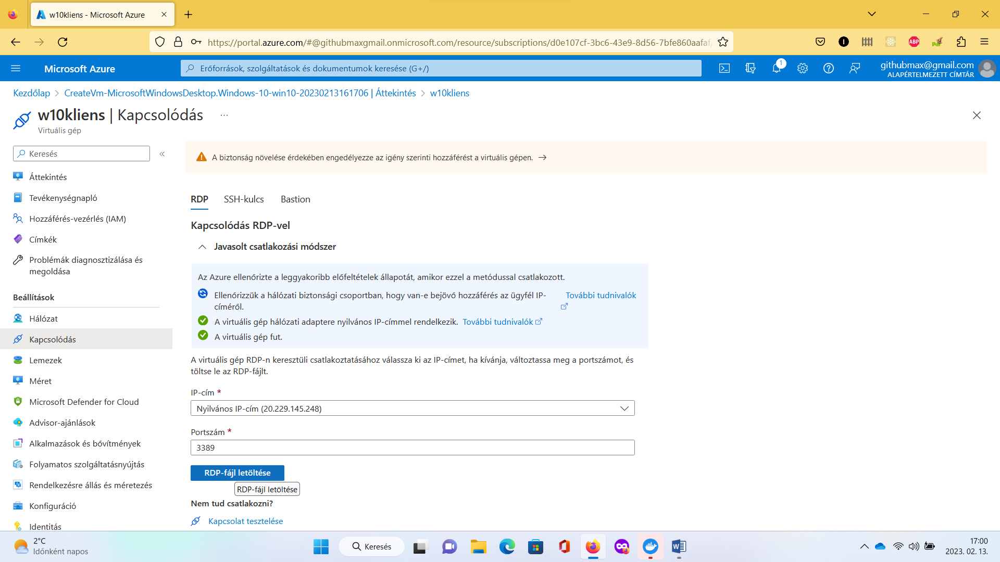 w10kliens - Microsoft Azure
https://portal.azure.com/#@githubmaxgmail.onmicrosoft.com/resource/subscriptions/d0e107cf-3bc6-43e9-8d56-7bfe860aafaf/
ABP
Microsoft Azure
Erőforrások, szolgáltatások és dokumentumok keresése (G+/)
1
githubmax@gmail.com
ALAPÉRTELMEZETT CÍMTÁR
Kezdőlap > CreateVm-MicrosoftWindowsDesktop.Windows-10-win10-20230213161706 | Áttekintés > w10kliens
w10kliens | Kapcsolódás ...
Virtuális gép
Keresés
Áttekintés
Tevékenységnapló
Hozzáférés-vezérlés (IAM)
Címkék
Problémák diagnosztizálása és
megoldása
Beállítások
Hálózat
Kapcsolódás
Lemezek
Méret
Microsoft Defender for Cloud
Advisor-ajánlások
Alkalmazások és bővítmények
Folyamatos szolgáltatásnyújtás
Rendelkezésre állás és méretezés
Konfiguráció
Identitás
A biztonság növelése érdekében engedélyezze az igény szerinti hozzáférést a virtuális gépen. →
RDP SSH-kulcs Bastion
Kapcsolódás RDP-vel
Javasolt csatlakozási módszer
Az Azure ellenőrizte a leggyakoribb előfeltételek állapotát, amikor ezzel a metódussal csatlakozott.
Ellenőrizzük a hálózati biztonsági csoportban, hogy van-e bejövő hozzáférés az ügyfél IP- További tudnivalók
címéről.
A virtuális gép hálózati adaptere nyilvános IP-címmel rendelkezik. További tudnivalók
A virtuális gép fut.
A virtuális gép RDP-n keresztüli csatlakoztatásához válassza ki az IP-címet, ha kívánja, változtassa meg a portszámot, és
töltse le az RDP-fájlt.
IP-cím *
Nyilvános IP-cím (20.229.145.248)
Portszám *
3389
RDP-fájl letöltése
RDP-fájl letöltése
Nem tud csatlakozni?
Kapcsolat tesztelése
2°C
Időnként napos
Keresés
17:00
2023. 02. 13.